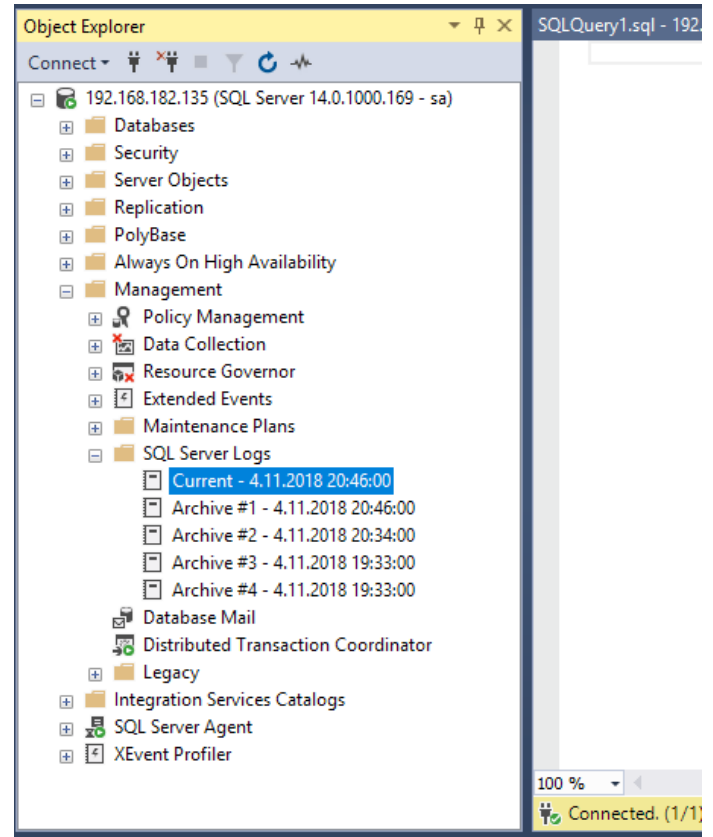 Object Explorer
Connect
192.168.182.135 (SQL Server 14.0.1000.169 - sa)
Databases
Security
Server Objects
Replication
PolyBase
Always On High Availability
Management
Policy Management
Data Collection
Resource Governor
Extended Events
Maintenance Plans
SQL Server Logs
Current - 4.11.2018 20:46:00
Archive #1 - 4.11.2018 20:46:00
Archive #2 - 4.11.2018 20:34:00
Archive #3 - 4.11.2018 19:33:00
Archive #4 - 4.11.2018 19:33:00
Database Mail
Distributed Transaction Coordinator
Legacy
Integration Services Catalogs
SQL Server Agent
XEvent Profiler
SQLQuery1.sql - 192.
100 %
Connected. (1/1)